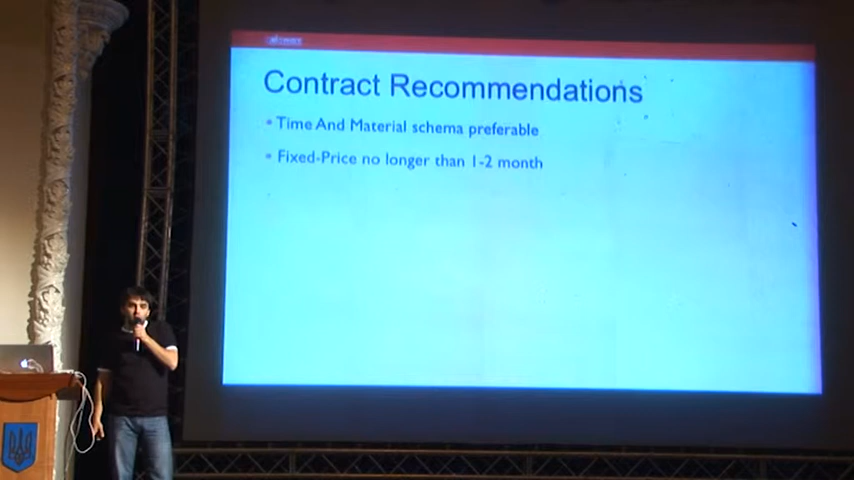 Contract Recommendations
Time And Material schema preferable
Fixed-Price no longer than 1-2 month